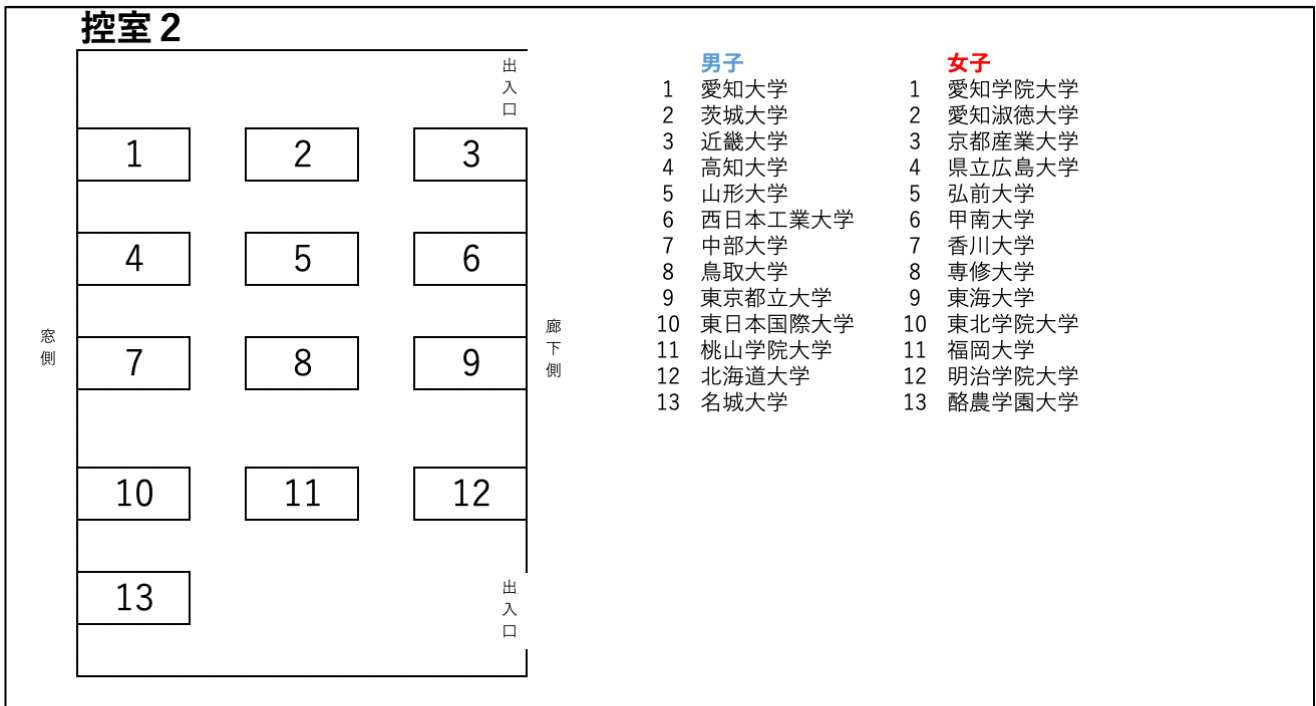 控室２
出入口
1 2 3
4 5 6
窓側
廊下側
7 8 9
10 11 12
13
出入口
男子
1 愛知大学
2 茨城大学
3 近畿大学
4 高知大学
5 山形大学
6 西日本工業大学
7 中部大学
8 鳥取大学
9 東京都立大学
10 東日本国際大学
11 桃山学院大学
12 北海道大学
13 名城大学
女子
1 愛知学院大学
2 愛知淑徳大学
3 京都産業大学
4 県立広島大学
5 弘前大学
6 甲南大学
7 香川大学
8 専修大学
9 東海大学
10 東北学院大学
11 福岡大学
12 明治学院大学
13 酪農学園大学